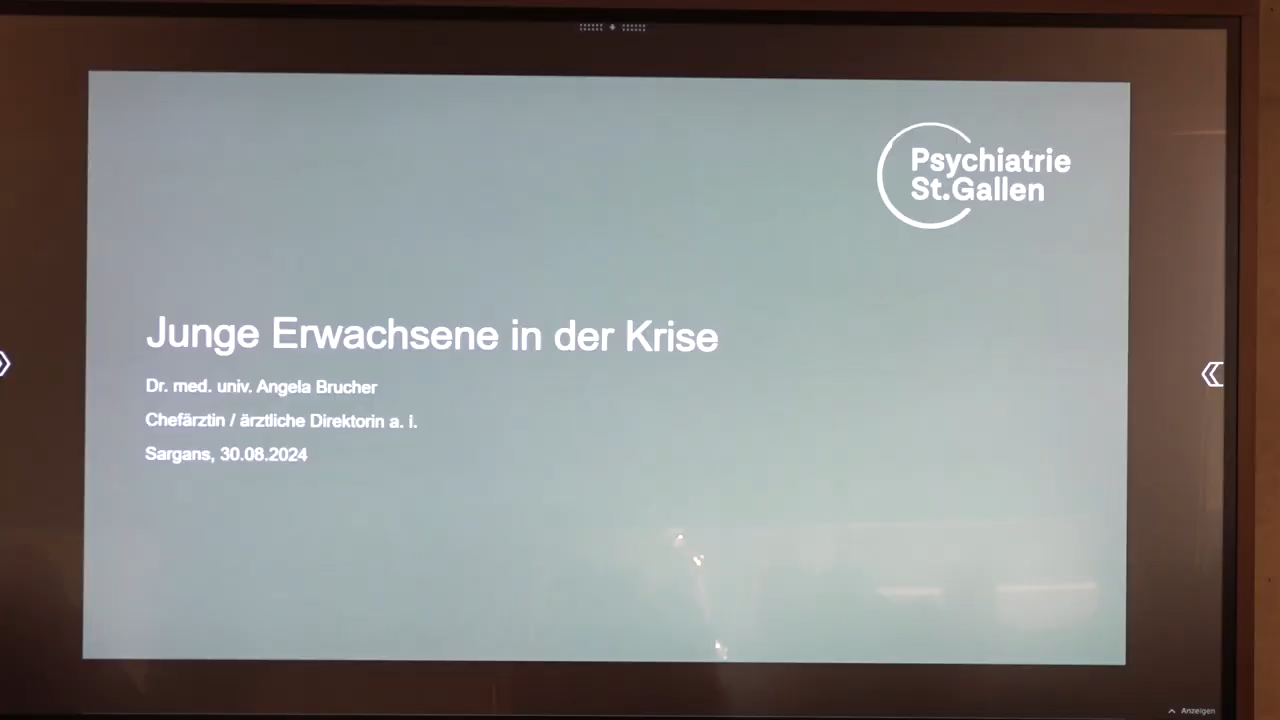 Psychiatrie
St.Gallen
Junge Erwachsene in der Krise
Dr. med. univ. Angela Brucher
Chefärztin / ärztliche Direktorin a. i.
Sargans, 30.08.2024
Anzeigen